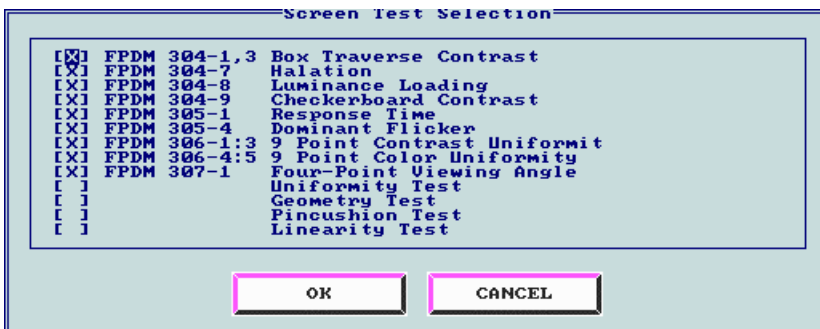 Screen Test Selection
[X] FPDM 304-1,3 Box Traverse Contrast
[X] FPDM 304-7 Halation
[X] FPDM 304-8 Luminance Loading
[X] FPDM 304-9 Checkerboard Contrast
[X] FPDM 305-1 Response Time
[X] FPDM 305-4 Dominant Flicker
[X] FPDM 306-1:3 9 Point Contrast Uniformit
[X] FPDM 306-4:5 9 Point Color Uniformity
[X] FPDM 307-1 Four-Point Viewing Angle
[ ] Uniformity Test
[ ] Geometry Test
[ ] Pincushion Test
[ ] Linearity Test
OK CANCEL